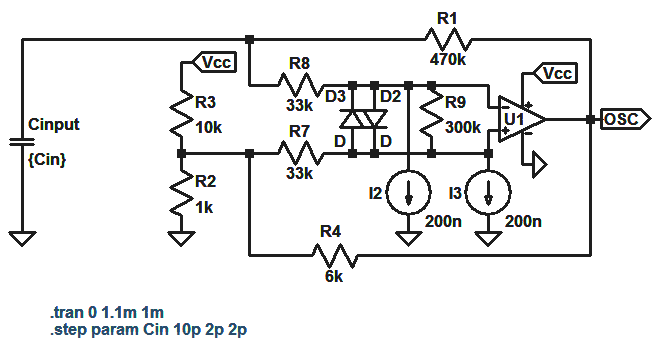 R1
470k
Vcc
R8
33k
Vcc
R3
10k
D3
D2
R9
300k
U1
OSC
Cinput
{Cin}
D
D
R7
33k
R2
1k
I2
200n
I3
200n
R4
6k
.tran 0 1.1m 1m
.step param Cin 10p 2p 2p